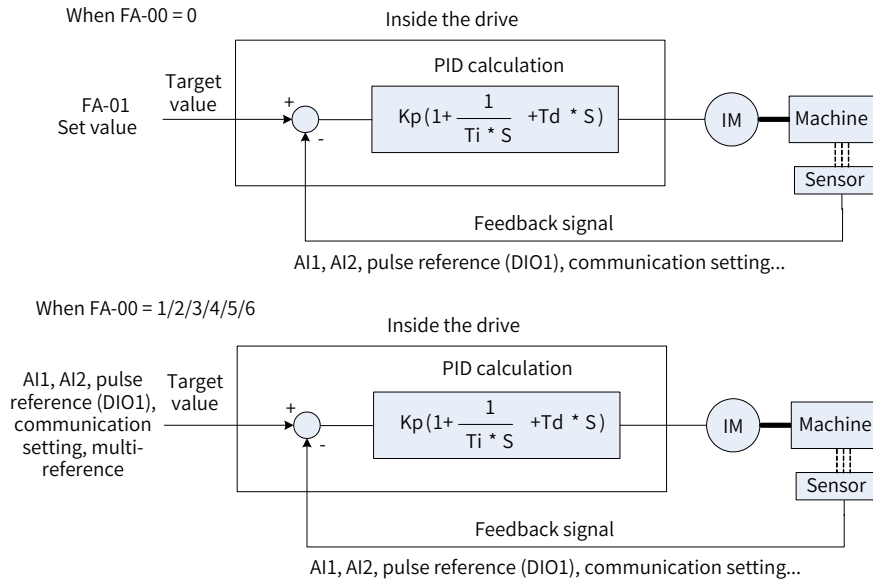 When FA-00 = 0
Inside the drive
PID calculation
Target
value
FA-01
Set value
+
-
Kp(1+ 1 / Ti * S +Td * S)
IM
Machine
Sensor
Feedback signal
AI1, AI2, pulse reference (DIO1), communication setting...
When FA-00 = 1/2/3/4/5/6
Inside the drive
PID calculation
AI1, AI2, pulse
reference (DIO1),
communication
setting, multi-
reference
Target
value
+
-
Kp(1+ 1 / Ti * S +Td * S)
IM
Machine
Sensor
Feedback signal
AI1, AI2, pulse reference (DIO1), communication setting...